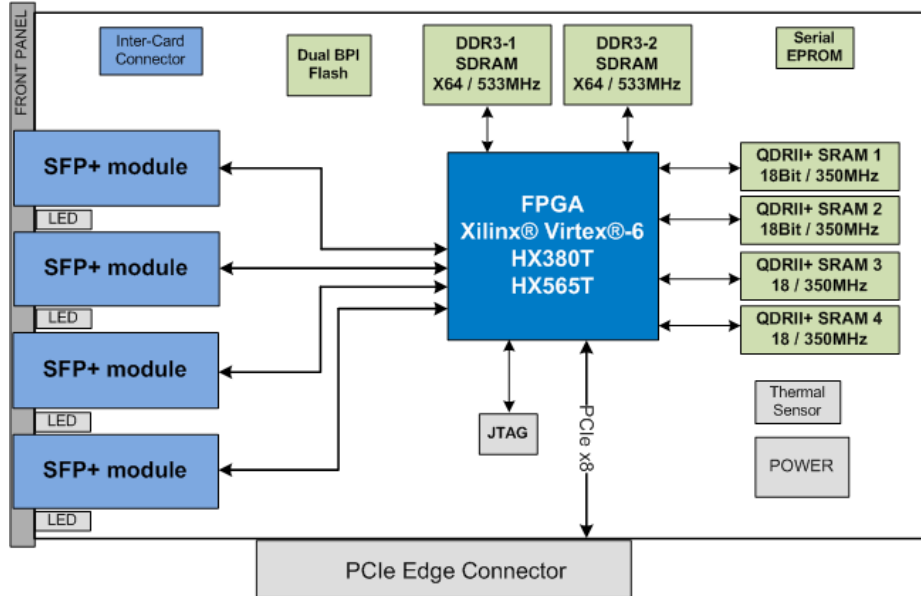 FRONT PANEL
Inter-Card
Connector
Dual BPI
Flash
DDR3-1
SDRAM
X64 / 533MHz
DDR3-2
SDRAM
X64 / 533MHz
Serial
EPROM
SFP+ module
LED
SFP+ module
LED
SFP+ module
LED
SFP+ module
LED
FPGA
Xilinx® Virtex®-6
HX380T
HX565T
QDRII+ SRAM 1
18Bit / 350MHz
QDRII+ SRAM 2
18Bit / 350MHz
QDRII+ SRAM 3
18 / 350MHz
QDRII+ SRAM 4
18 / 350MHz
JTAG
PCIe x8
Thermal
Sensor
POWER
PCIe Edge Connector